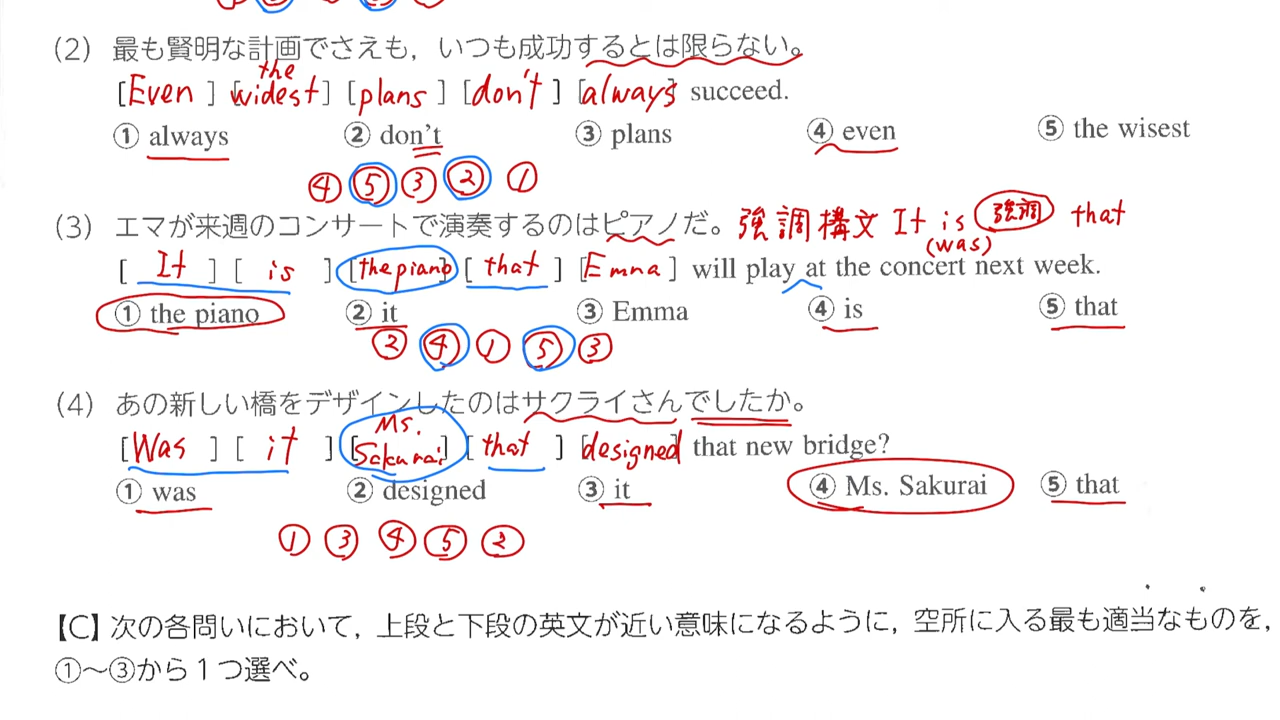 (2) 最も賢明な計画でさえも，いつも成功するとは限らない。
the
[Even] [widest] [plans] [don't] [always] succeed.
① always ② don't ③ plans ④ even ⑤ the wisest
④ ⑤ ③ ② ①
(3) エマが来週のコンサートで演奏するのはピアノだ。 強調構文 It is 強調 that
(was)
[It] [is] [the piano] [that] [Emna] will play at the concert next week.
① the piano ② it ③ Emma ④ is ⑤ that
② ④ ① ⑤ ③
(4) あの新しい橋をデザインしたのはサクライさんでしたか。
Ms.
[Was] [it] [Sakurai] [that] [designed] that new bridge?
① was ② designed ③ it ④ Ms. Sakurai ⑤ that
① ③ ④ ⑤ ②
【C】次の各問いにおいて，上段と下段の英文が近い意味になるように，空所に入る最も適当なものを，
①～③から１つ選べ。